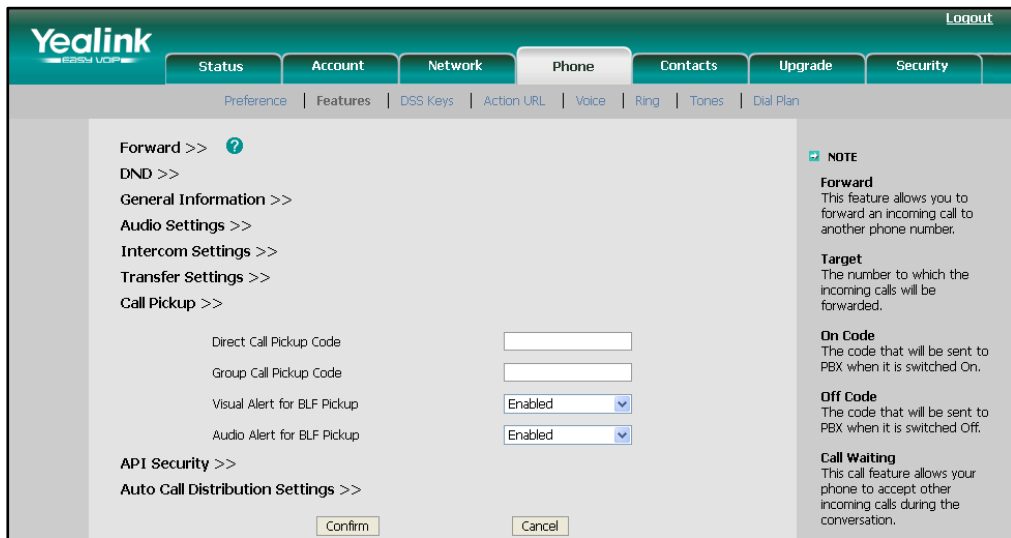 Logout
Yealink
EASY VOIP
Status Account Network Phone Contacts Upgrade Security
Preference | Features | DSS Keys | Action URL | Voice | Ring | Tones | Dial Plan
Forward >> ?
DND >>
General Information >>
Audio Settings >>
Intercom Settings >>
Transfer Settings >>
Call Pickup >>
Direct Call Pickup Code
Group Call Pickup Code
Visual Alert for BLF Pickup Enabled
Audio Alert for BLF Pickup Enabled
API Security >>
Auto Call Distribution Settings >>
Confirm Cancel
NOTE
Forward
This feature allows you to
forward an incoming call to
another phone number.
Target
The number to which the
incoming calls will be
forwarded.
On Code
The code that will be sent to
PBX when it is switched On.
Off Code
The code that will be sent to
PBX when it is switched Off.
Call Waiting
This call feature allows your
phone to accept other
incoming calls during the
conversation.